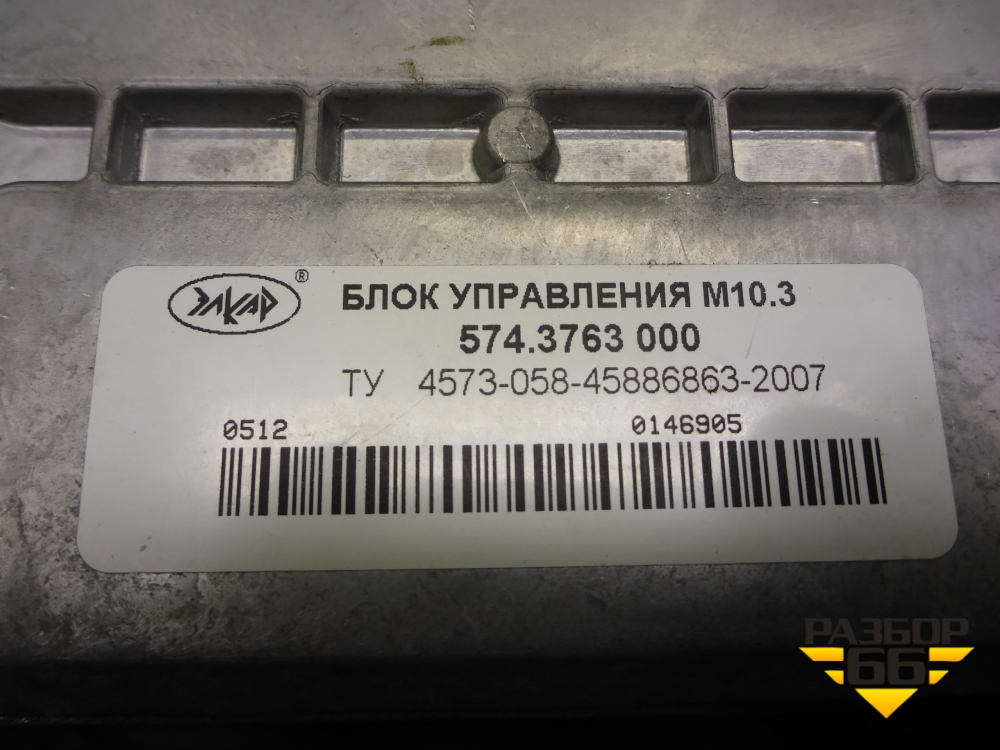 ЭЛКАР ®
БЛОК УПРАВЛЕНИЯ М10.3
574.3763 000
ТУ 4573-058-45886863-2007
0512 0146905
РАЗБОР
66